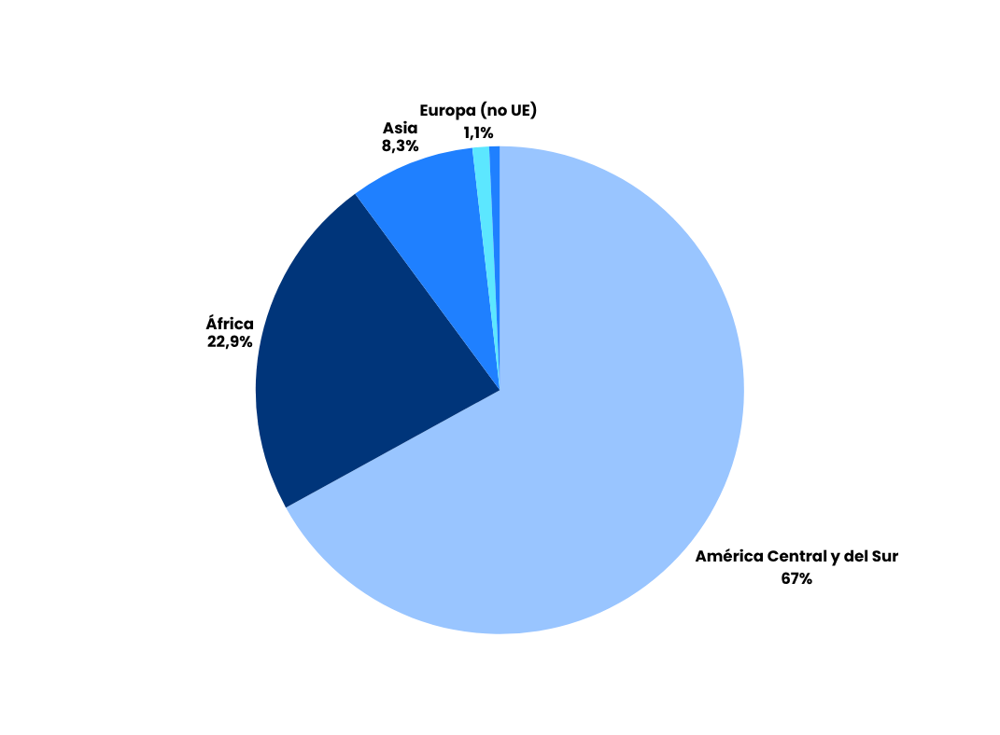 Europa (no UE)
1,1%
Asia
8,3%
África
22,9%
América Central y del Sur
67%